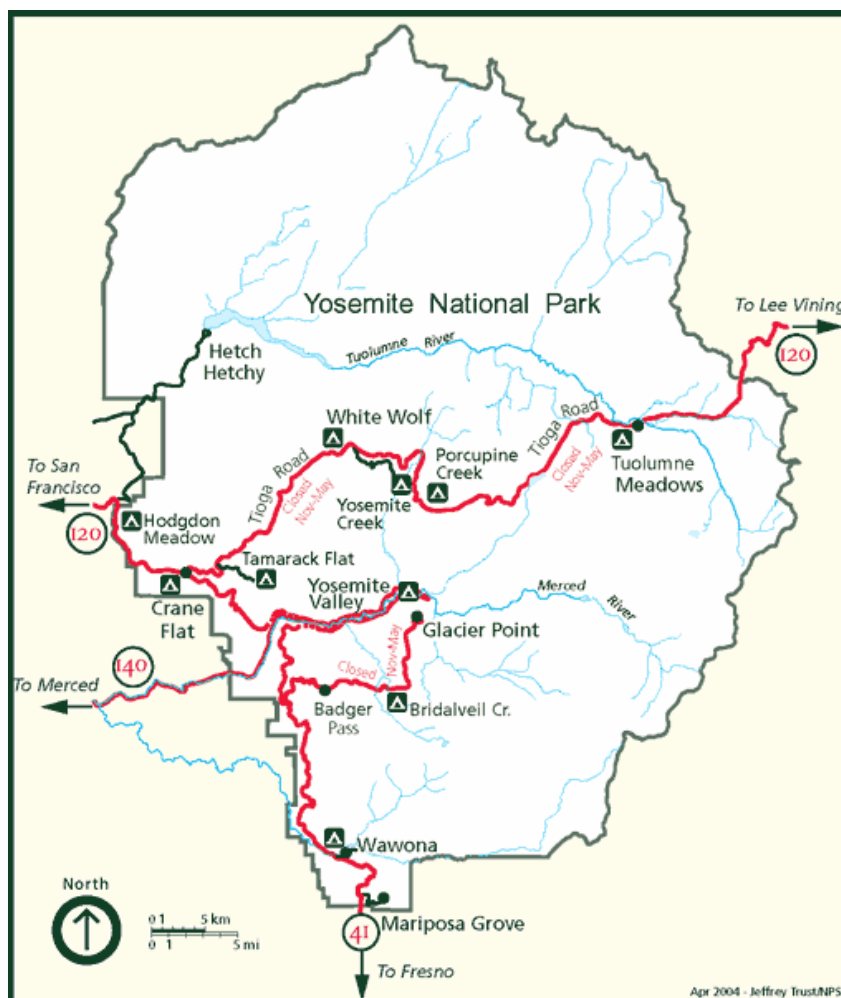 Yosemite National Park
To Lee Vining
120
Tuolumne River
Hetch
Hetchy
White Wolf
Tioga Road
Closed
Nov-May
Porcupine
Creek
Tioga Road
Closed
Nov-May
Tuolumne
Meadows
To San
Francisco
120
Hodgdon
Meadow
Yosemite
Creek
Tamarack Flat
Crane
Flat
Yosemite
Valley
Merced River
Glacier Point
140
To Merced
Closed
Nov-May
Badger
Pass
Bridalveil Cr.
Wawona
Mariposa Grove
41
To Fresno
North
0 1 5 km
0 1 5 mi
Apr 2004 - Jeffrey Trust/NPS